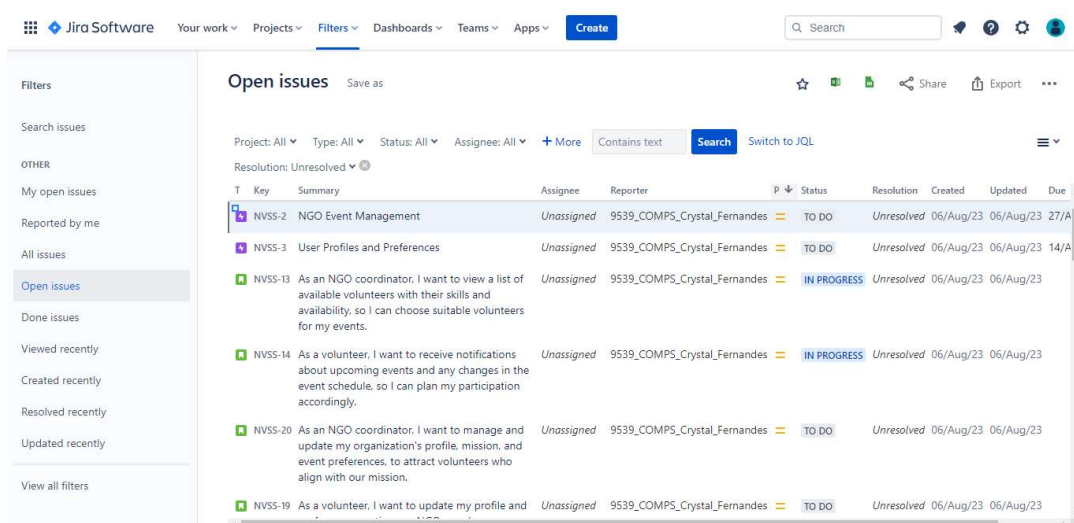 Jira Software Your work Projects Filters Dashboards Teams Apps Create Search
Filters
Search issues
OTHER
My open issues
Reported by me
All issues
Open issues
Done issues
Viewed recently
Created recently
Resolved recently
Updated recently
View all filters
Open issues Save as Share Export
Project: All Type: All Status: All Assignee: All + More Contains text Search Switch to JQL
Resolution: Unresolved
T Key Summary Assignee Reporter P Status Resolution Created Updated Due
NVSS-2 NGO Event Management Unassigned 9539_COMPS_Crystal_Fernandes TO DO Unresolved 06/Aug/23 06/Aug/23 27/A
NVSS-3 User Profiles and Preferences Unassigned 9539_COMPS_Crystal_Fernandes TO DO Unresolved 06/Aug/23 06/Aug/23 14/A
NVSS-13 As an NGO coordinator, I want to view a list of Unassigned 9539_COMPS_Crystal_Fernandes IN PROGRESS Unresolved 06/Aug/23 06/Aug/23
available volunteers with their skills and
availability, so I can choose suitable volunteers
for my events.
NVSS-14 As a volunteer, I want to receive notifications Unassigned 9539_COMPS_Crystal_Fernandes IN PROGRESS Unresolved 06/Aug/23 06/Aug/23
about upcoming events and any changes in the
event schedule, so I can plan my participation
accordingly.
NVSS-20 As an NGO coordinator, I want to manage and Unassigned 9539_COMPS_Crystal_Fernandes TO DO Unresolved 06/Aug/23 06/Aug/23
update my organization's profile, mission, and
event preferences, to attract volunteers who
align with our mission.
NVSS-19 As a volunteer, I want to update my profile and Unassigned 9539_COMPS_Crystal_Fernandes TO DO Unresolved 06/Aug/23 06/Aug/23